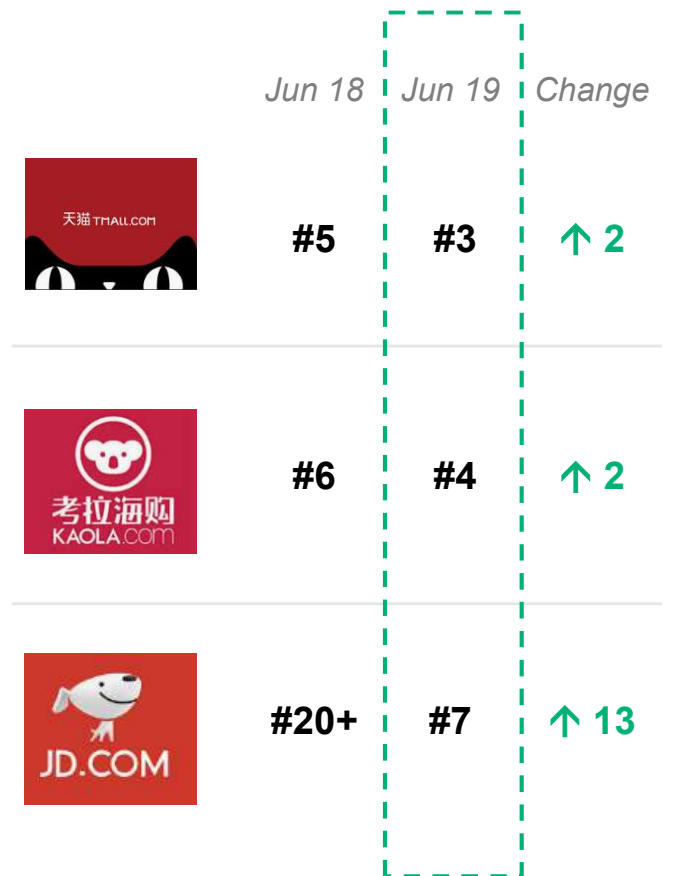 Jun 18 Jun 19 Change
天猫 TMALL.COM
#5 #3 ↑ 2
考拉海购
KAOLA.COM
#6 #4 ↑ 2
JD.COM
#20+ #7 ↑ 13